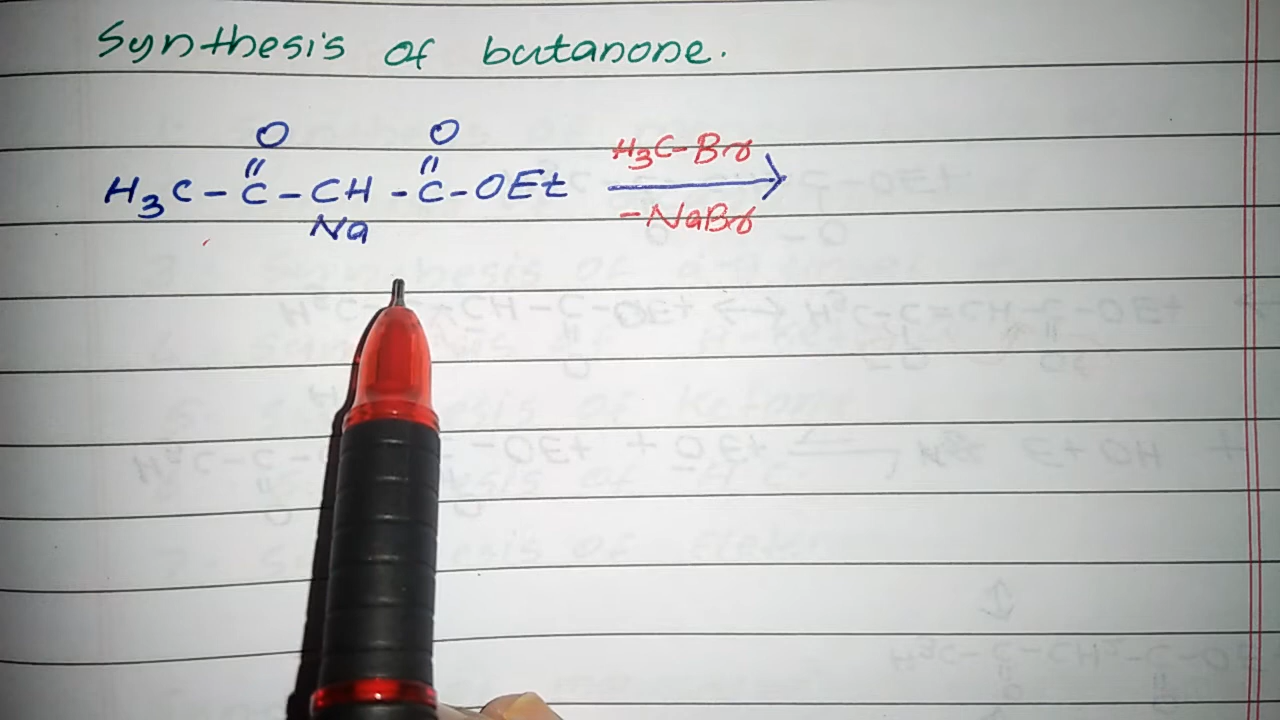 Synthesis of butanone.
O O
" "
H3C-C-CH-C-OEt H3C-Br
Na -NaBr